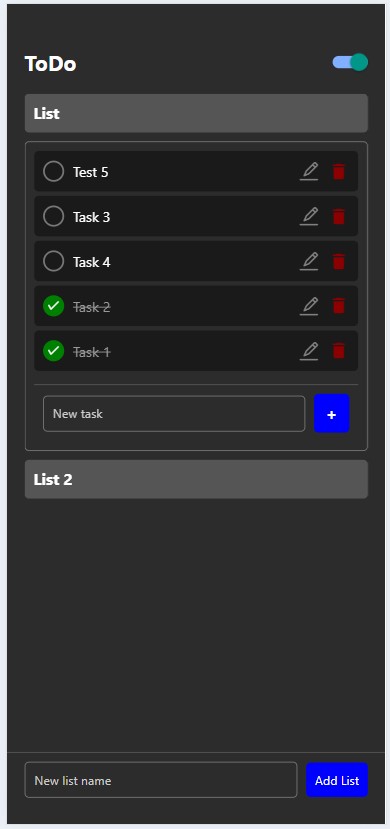 ToDo
List
Test 5
Task 3
Task 4
Task 2
Task 1
New task
+
List 2
New list name
Add List